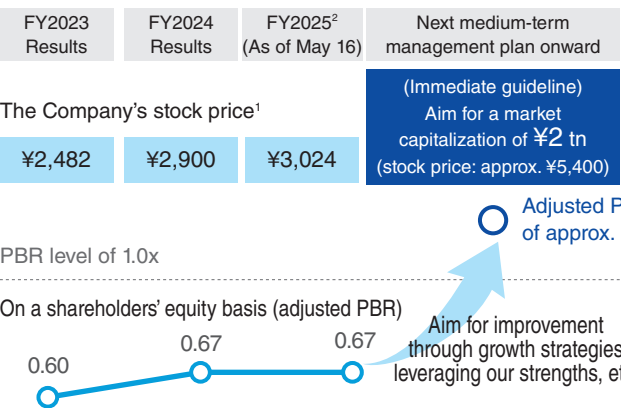 FY2023 Results
FY2024 Results
FY2025² (As of May 16)
Next medium-term management plan onward
The Company's stock price¹
¥2,482
¥2,900
¥3,024
(Immediate guideline)
Aim for a market
capitalization of ¥2 tn
(stock price: approx. ¥5,400)
Adjusted P
of approx.
PBR level of 1.0x
On a shareholders' equity basis (adjusted PBR)
0.60
0.67
0.67
Aim for improvement
through growth strategies
leveraging our strengths, et